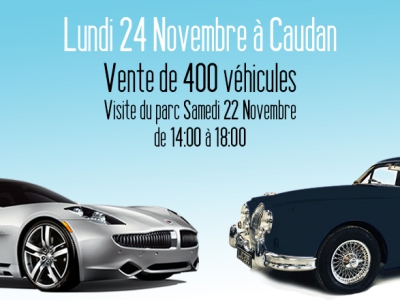 Lundi 24 Novembre à Caudan
Vente de 400 véhicules
Visite du parc Samedi 22 Novembre
de 14:00 à 18:00